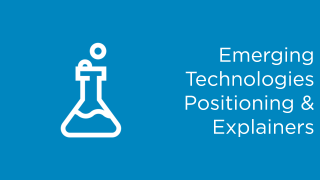 Emerging
Technologies
Positioning &
Explainers